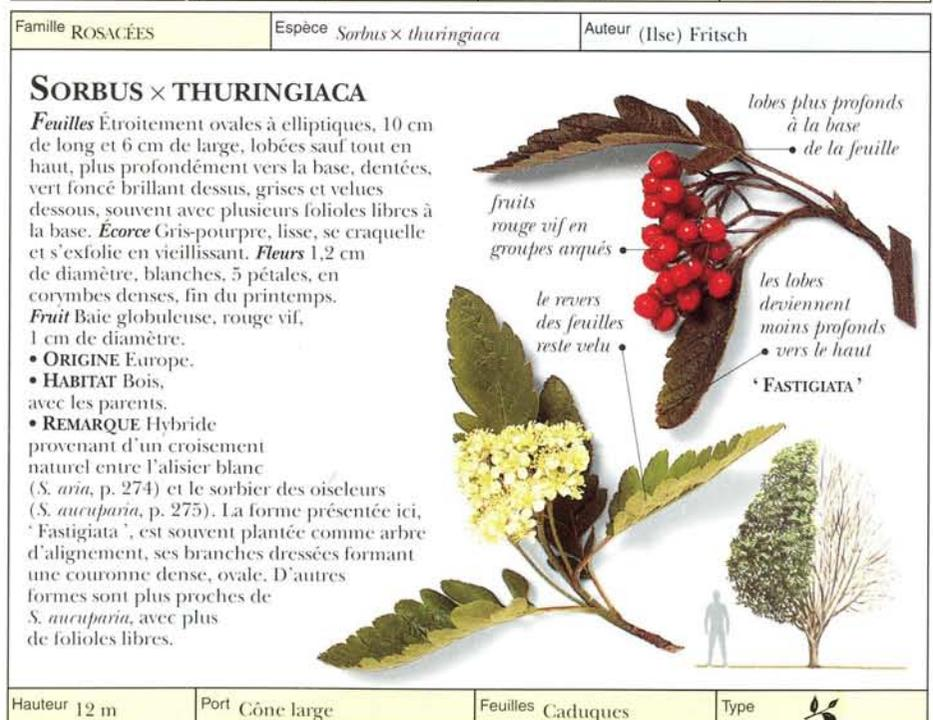 Famille ROSACÉES
Espèce Sorbus × thuringiaca
Auteur (Ilse) Fritsch
SORBUS × THURINGIACA
Feuilles Étroitement ovales à elliptiques, 10 cm
de long et 6 cm de large, lobées sauf tout en
haut, plus profondément vers la base, dentées,
vert foncé brillant dessus, grises et velues
dessous, souvent avec plusieurs folioles libres à
la base. Écorce Gris-pourpre, lisse, se craquelle
et s'exfolie en vieillissant. Fleurs 1,2 cm
de diamètre, blanches, 5 pétales, en
corymbes denses, fin du printemps.
Fruit Baie globuleuse, rouge vif,
1 cm de diamètre.
• ORIGINE Europe.
• HABITAT Bois,
avec les parents.
• REMARQUE Hybride
provenant d'un croisement
naturel entre l'alisier blanc
(S. aria, p. 274) et le sorbier des oiseleurs
(S. aucuparia, p. 275). La forme présentée ici,
' Fastigiata ', est souvent plantée comme arbre
d'alignement, ses branches dressées formant
une couronne dense, ovale. D'autres
formes sont plus proches de
S. aucuparia, avec plus
de folioles libres.
lobes plus profonds
à la base
de la feuille
fruits
rouge vif en
groupes arqués
le revers
des feuilles
reste velu
les lobes
deviennent
moins profonds
vers le haut
' FASTIGIATA '
Hauteur 12 m
Port Cône large
Feuilles Caduques
Type